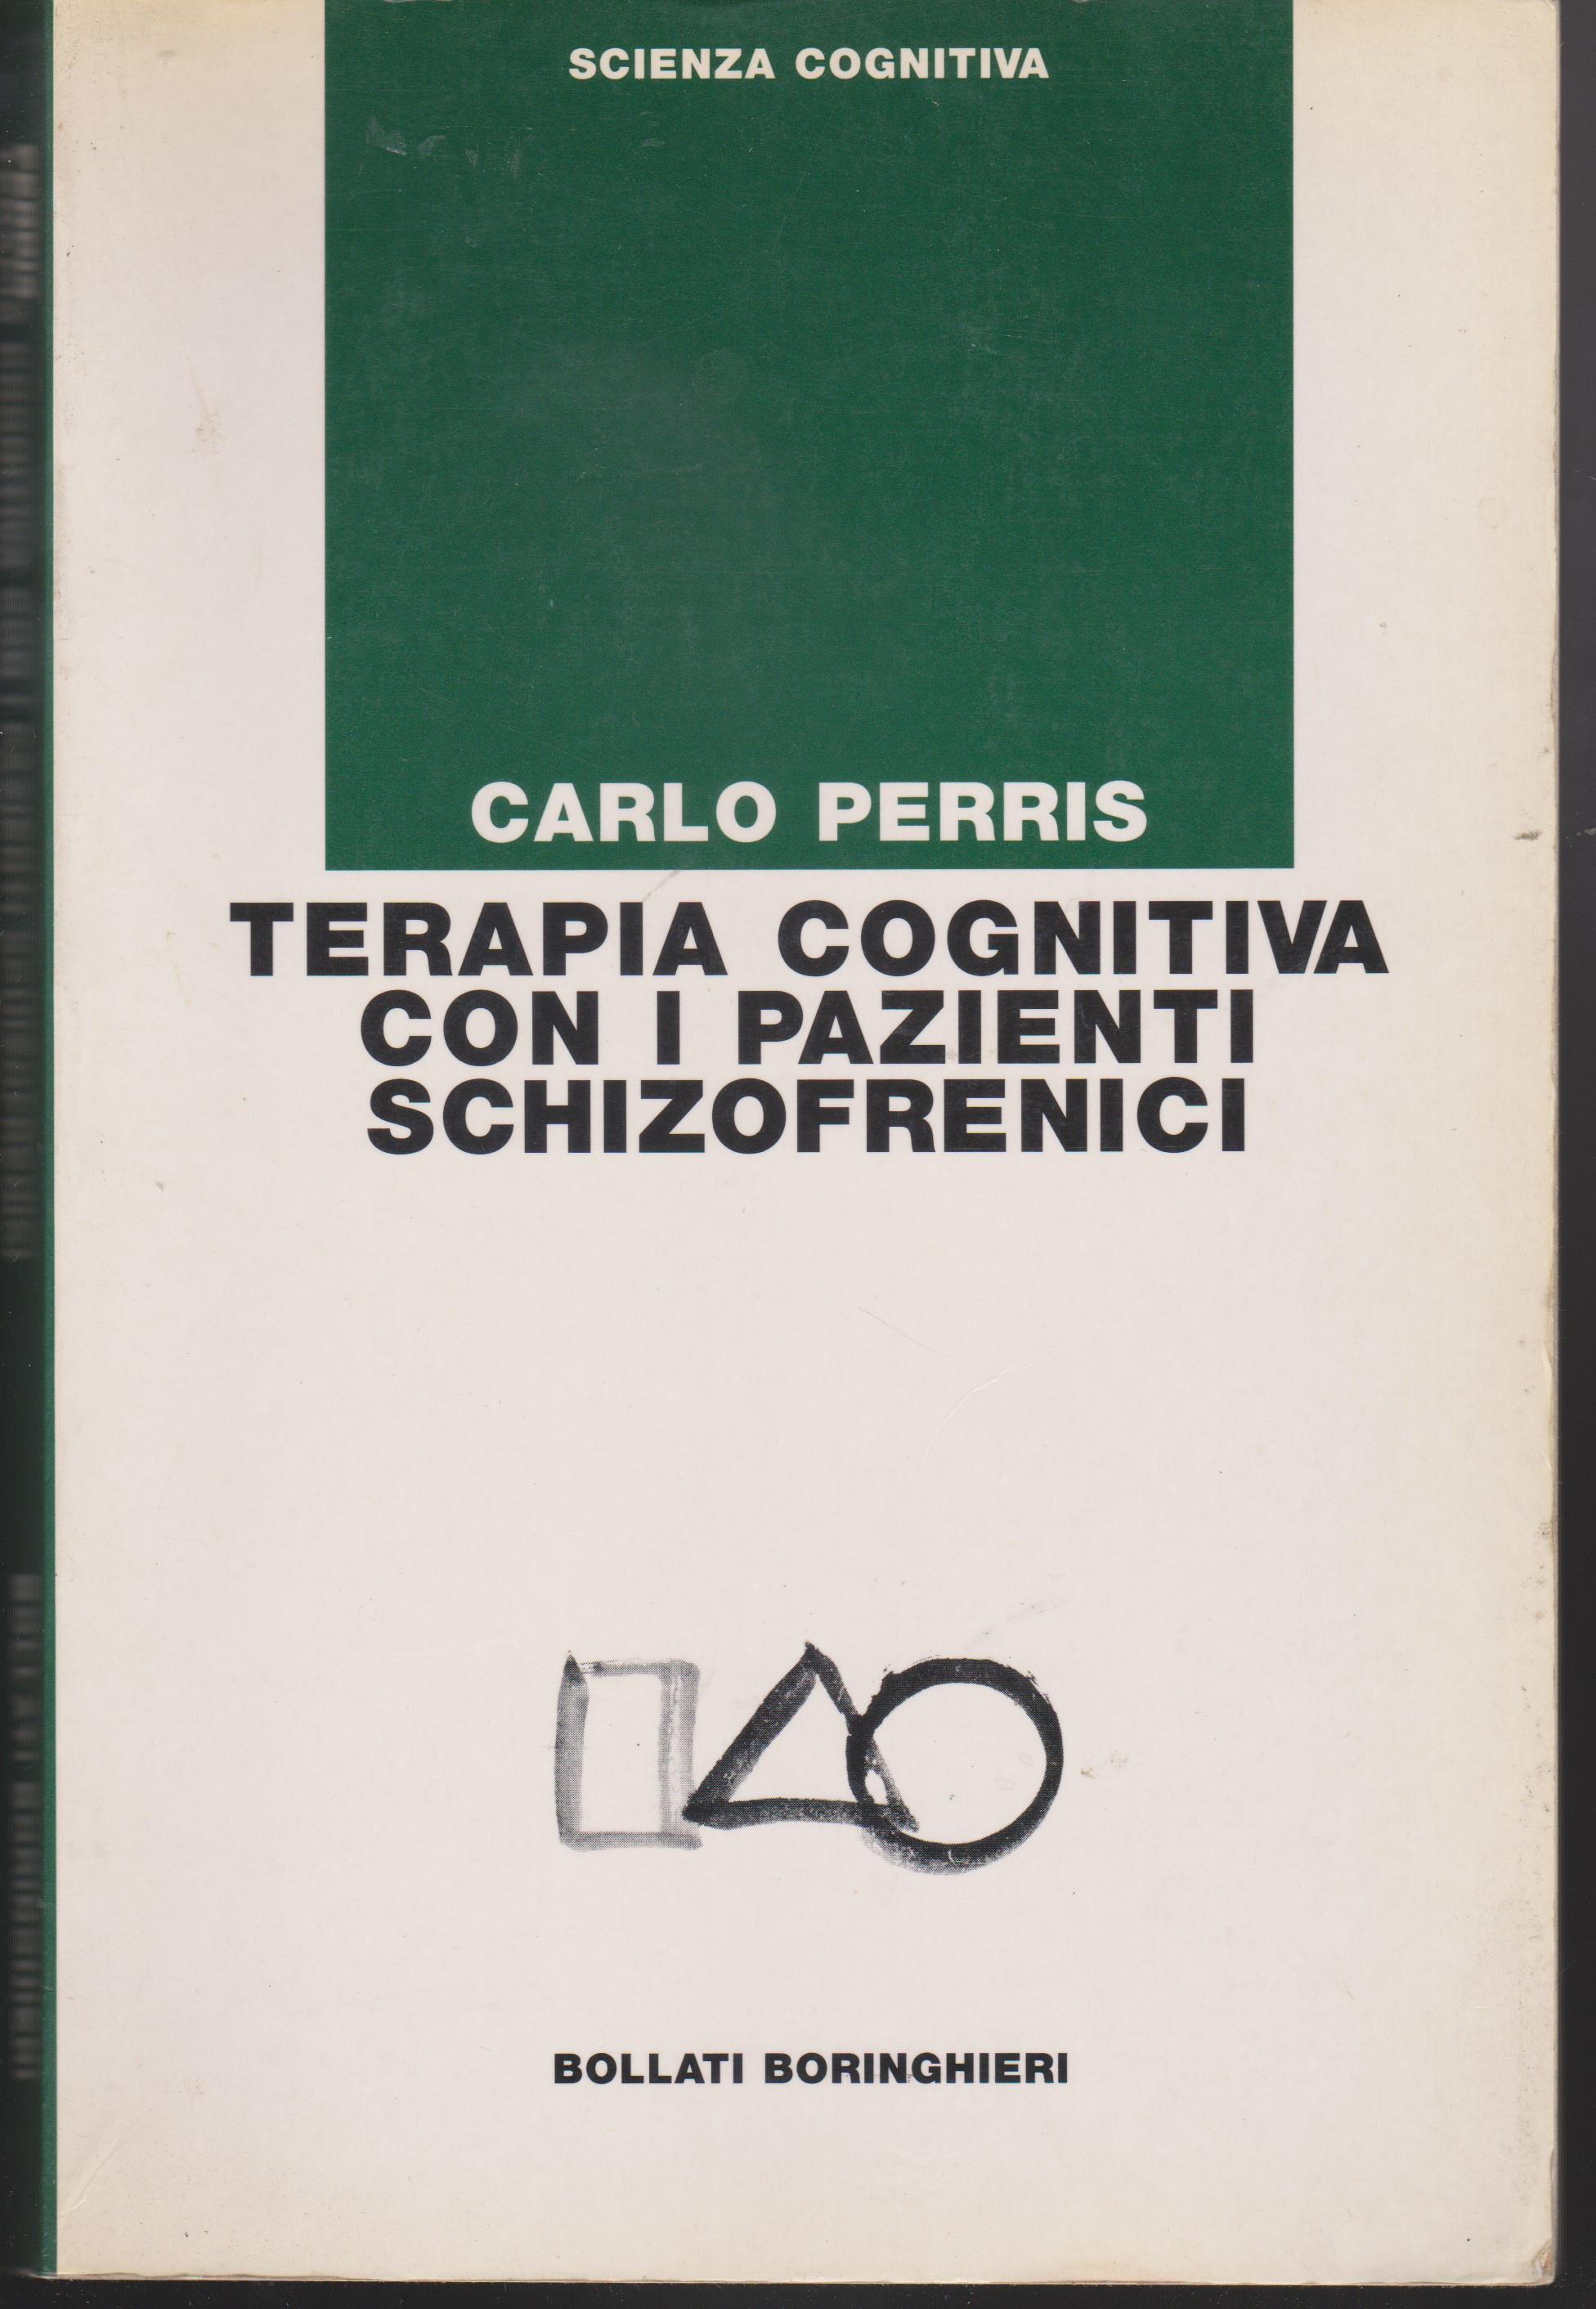 SCIENZA COGNITIVA
CARLO PERRIS
TERAPIA COGNITIVA
CON I PAZIENTI
SCHIZOFRENICI
BOLLATI BORINGHIERI